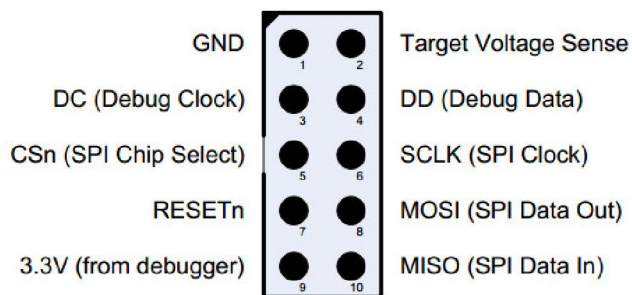 GND 1 2 Target Voltage Sense
DC (Debug Clock) 3 4 DD (Debug Data)
CSn (SPI Chip Select) 5 6 SCLK (SPI Clock)
RESETn 7 8 MOSI (SPI Data Out)
3.3V (from debugger) 9 10 MISO (SPI Data In)